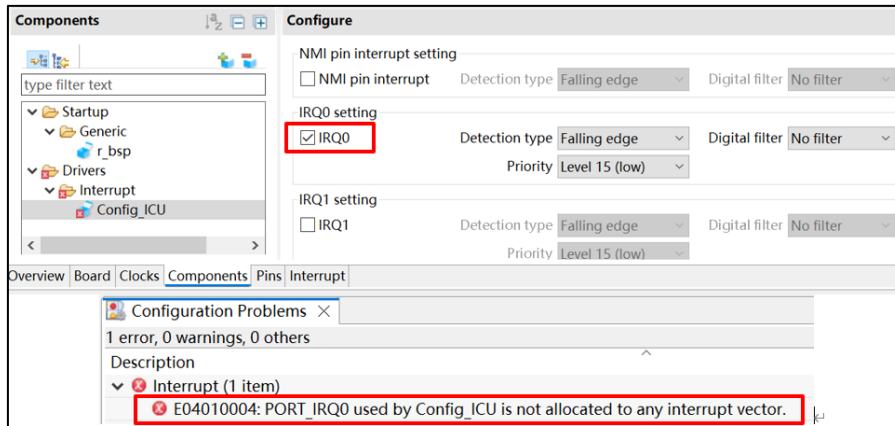 Components
Configure
type filter text
Startup
Generic
r_bsp
Drivers
Interrupt
Config_ICU
NMI pin interrupt setting
NMI pin interrupt Detection type Falling edge Digital filter No filter
IRQ0 setting
IRQ0 Detection type Falling edge Digital filter No filter
Priority Level 15 (low)
IRQ1 setting
IRQ1 Detection type Falling edge Digital filter No filter
Priority Level 15 (low)
Overview Board Clocks Components Pins Interrupt
Configuration Problems
1 error, 0 warnings, 0 others
Description
Interrupt (1 item)
E04010004: PORT_IRQ0 used by Config_ICU is not allocated to any interrupt vector.